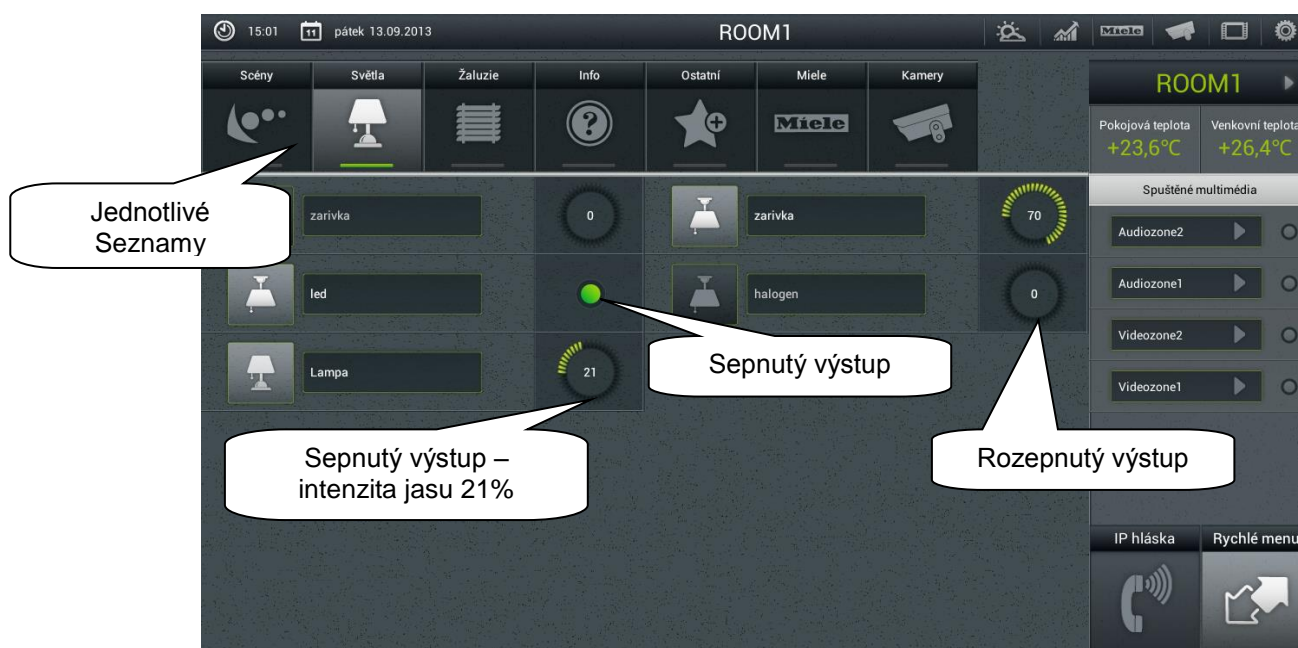 15:01
11
pátek 13.09.2013
ROOM1
Miele
Scény
Světla
Žaluzie
Info
Ostatní
Miele
Kamery
Miele
ROOM1
Pokojová teplota
+23,6°C
Venkovní teplota
+26,4°C
Spuštěné multimédia
Jednotlivé
Seznamy
zarivka
0
zarivka
70
Audiozone2
led
halogen
0
Audiozone1
Sepnutý výstup
Videozone2
Lampa
21
Videozone1
Sepnutý výstup –
intenzita jasu 21%
Rozepnutý výstup
IP hláska
Rychlé menu